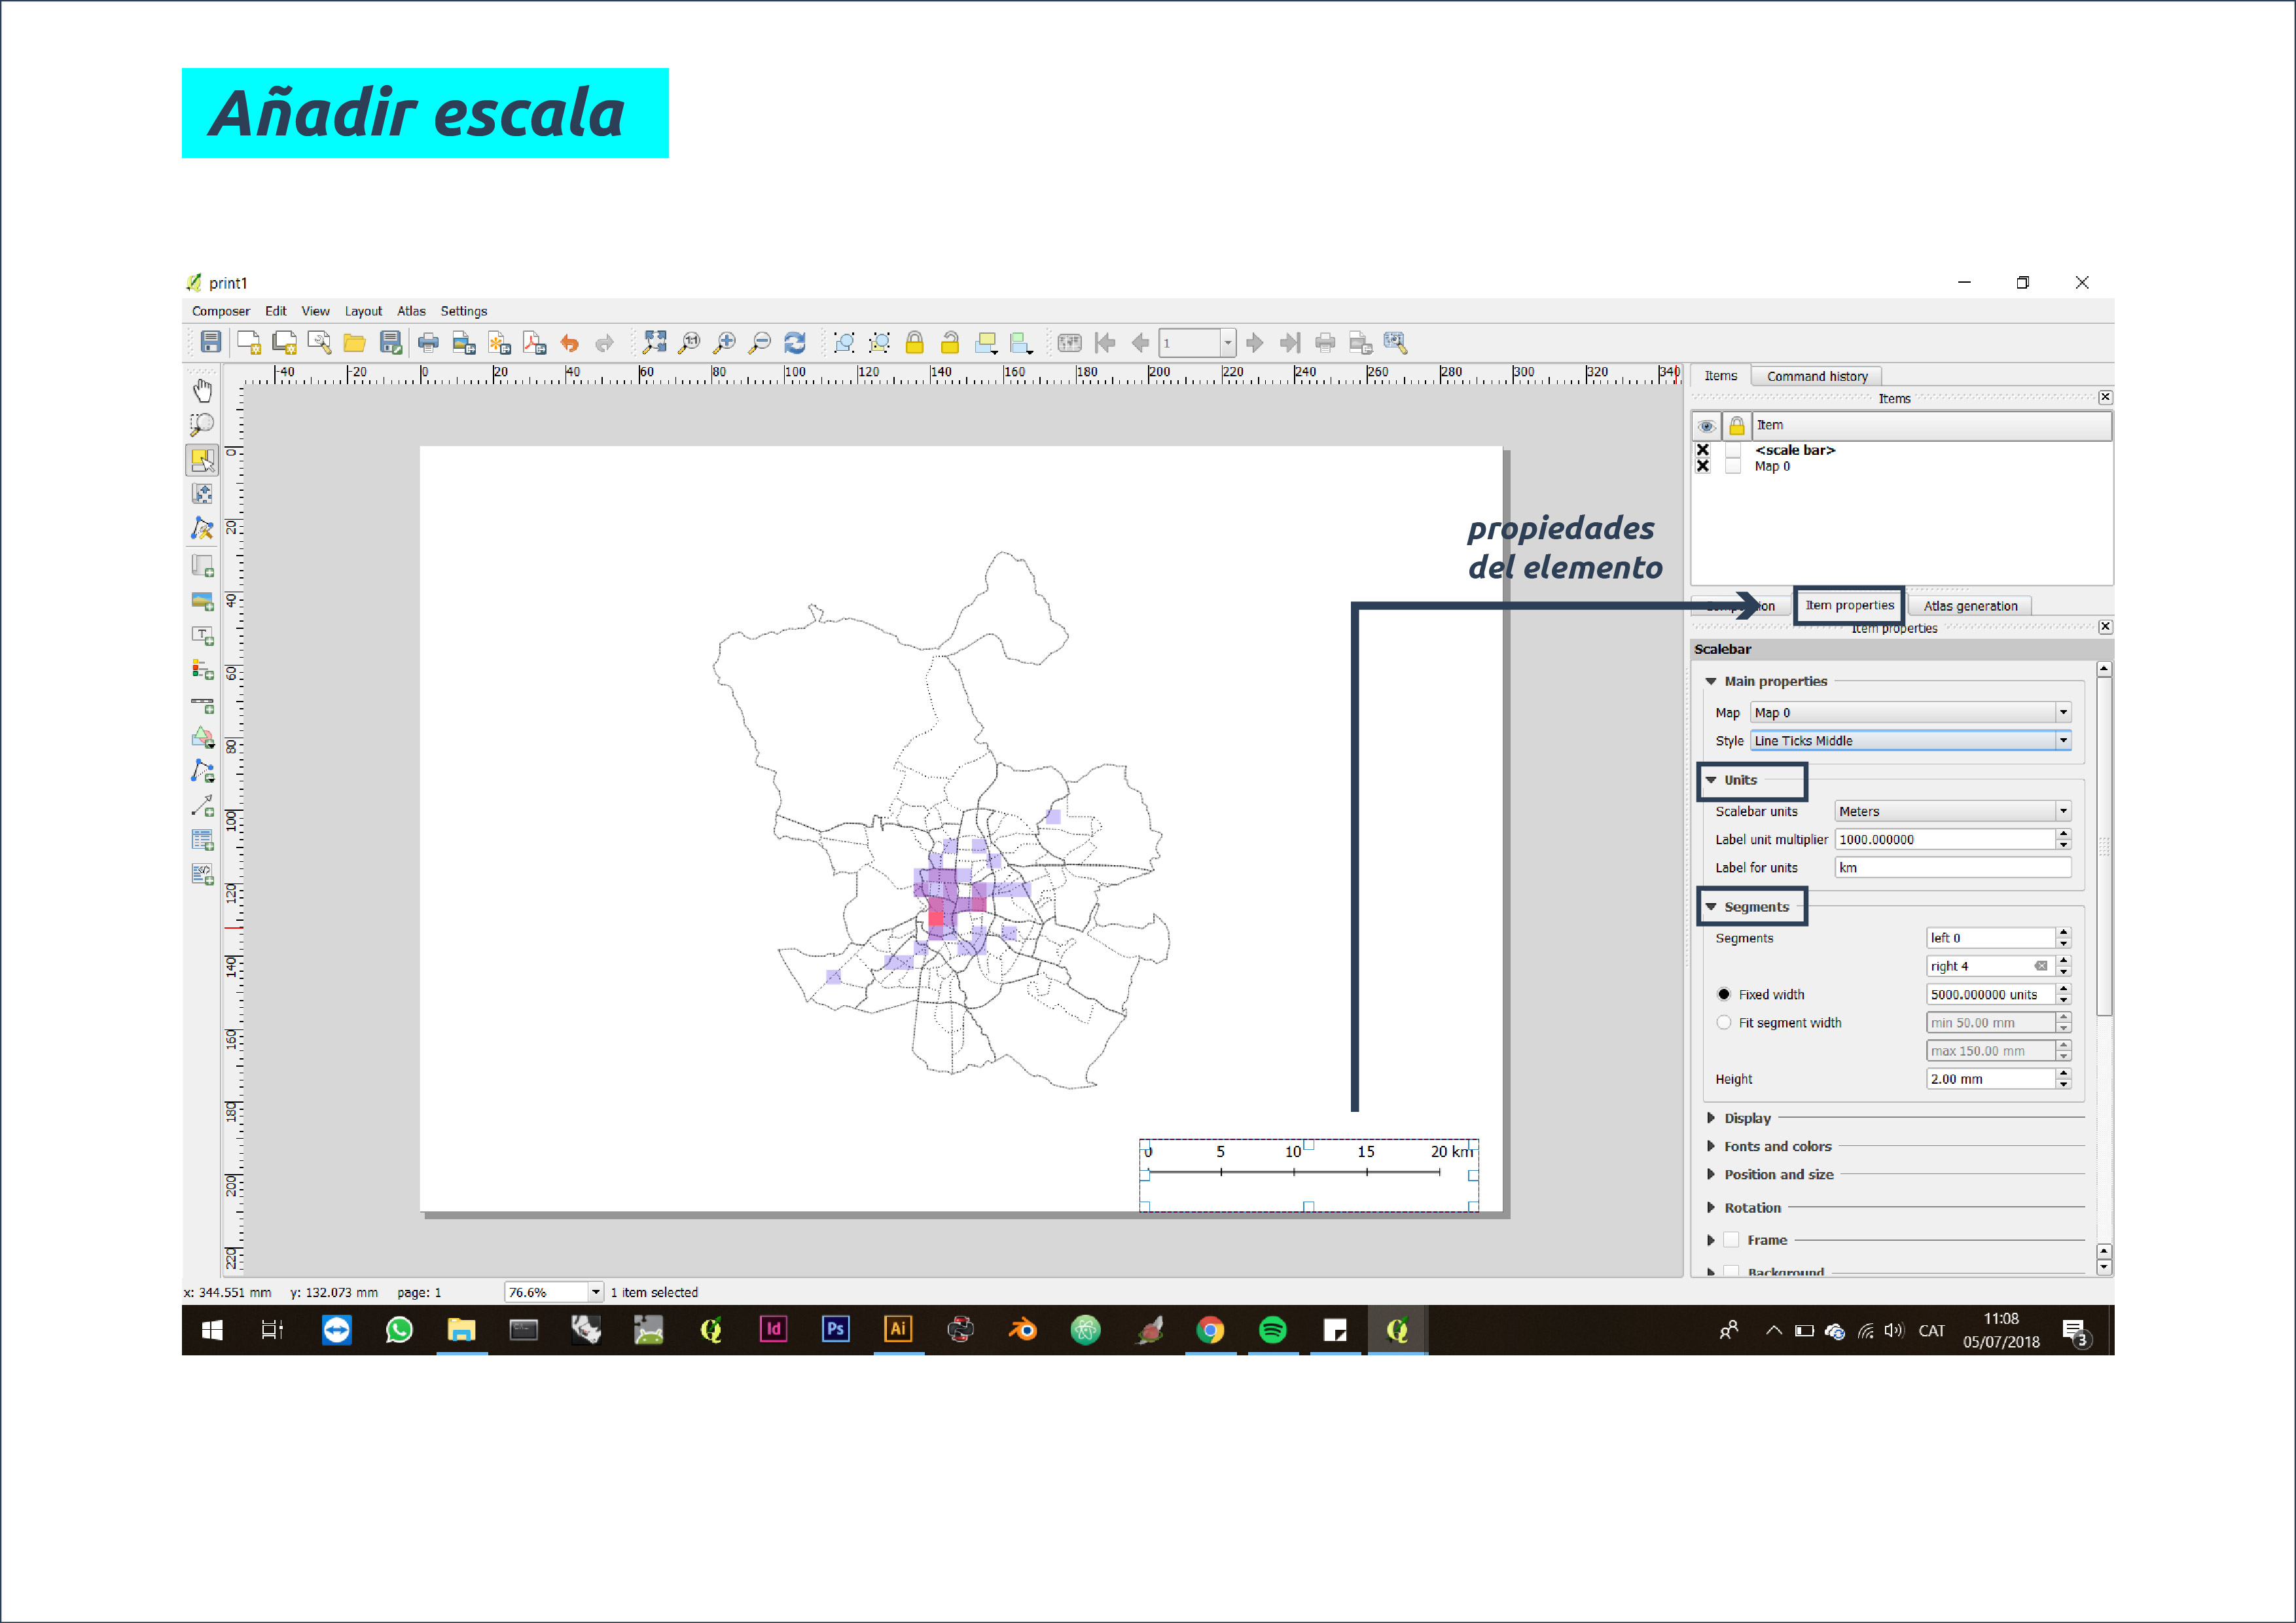 Añadir escala
print1
Composer Edit View Layout Atlas Settings
1
-40 -20 0 20 40 60 80 100 120 140 160 180 200 220 240 260 280 300 320 340
0
20
40
60
80
100
120
140
160
180
200
220
Items Command history
Items
Item
<scale bar>
Map 0
propiedades
del elemento
Item properties Atlas generation
Item properties
Scalebar
Main properties
Map Map 0
Style Line Ticks Middle
Units
Scalebar units Meters
Label unit multiplier 1000.000000
Label for units km
Segments
Segments left 0
right 4
Fixed width 5000.000000 units
Fit segment width min 50.00 mm
max 150.00 mm
Height 2.00 mm
Display
Fonts and colors
Position and size
Rotation
Frame
Background
0 5 10 15 20 km
x: 344.551 mm y: 132.073 mm page: 1 76.6% 1 item selected
Id Ps Ai
CAT
11:08
05/07/2018
3